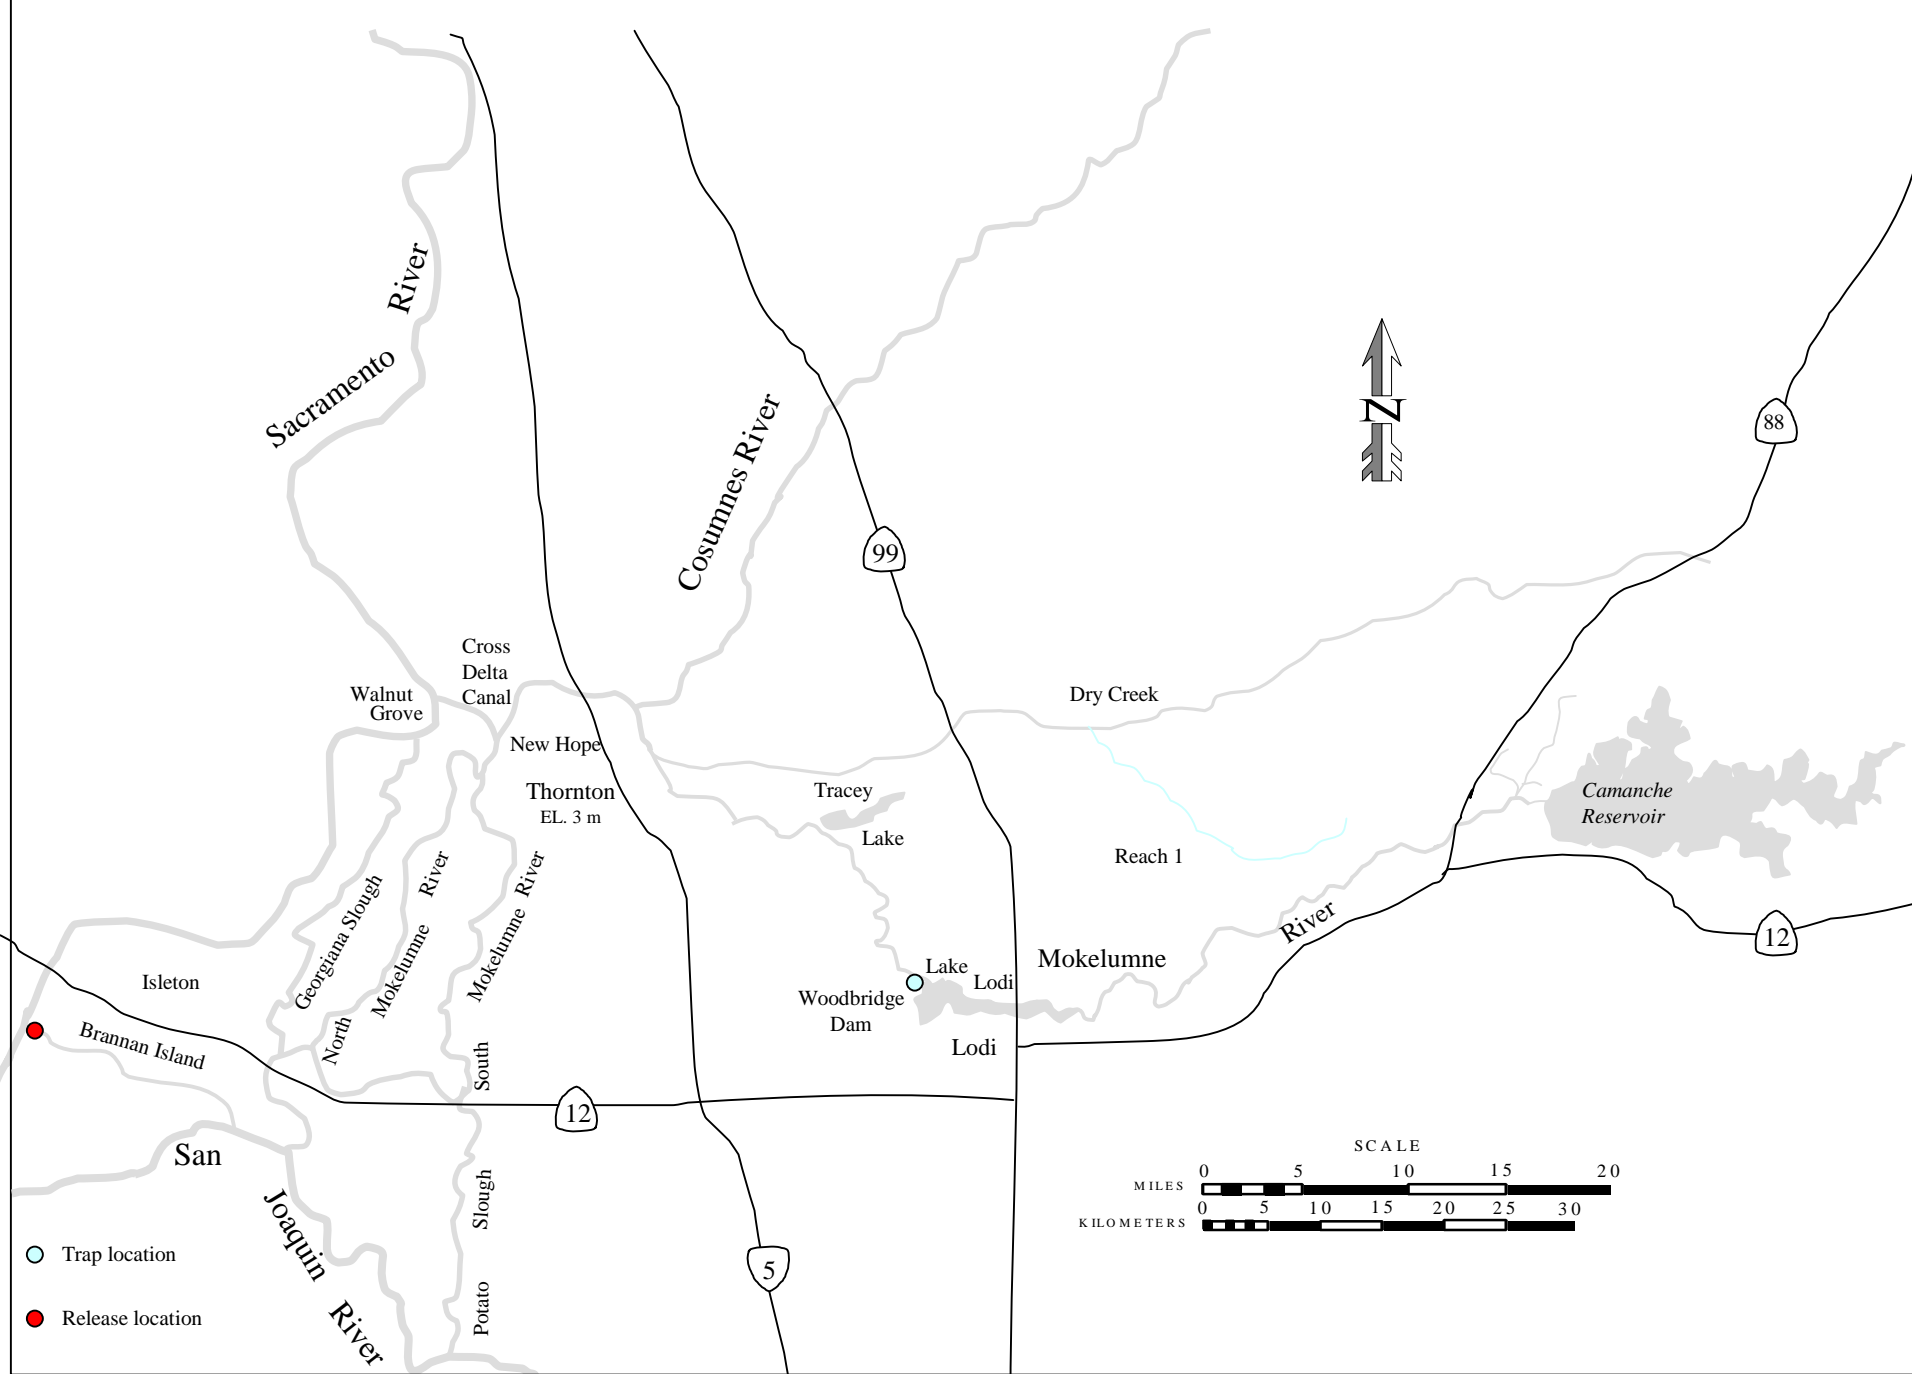 Sacramento River
Cosumnes River
88
99
Cross
Delta
Canal
Walnut
Grove
Dry Creek
New Hope
Thornton
EL. 3 m
Tracey
Lake
Camanche
Reservoir
Reach 1
Georgiana Slough
North Mokelumne River
South Mokelumne River
Mokelumne River
12
Isleton
Lake Lodi
Woodbridge
Dam
Lodi
Brannan Island
12
San Joaquin River
Potato Slough
5
SCALE
MILES 0 5 10 15 20
KILOMETERS 0 5 10 15 20 25 30
Trap location
Release location
N